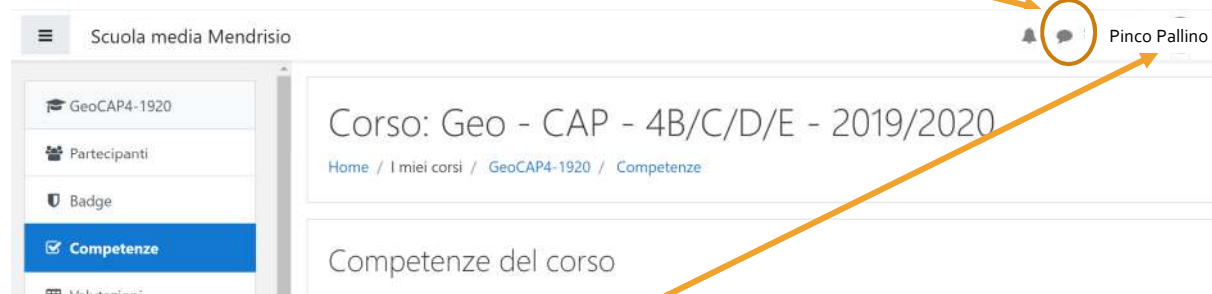 Scuola media Mendrisio
Pinco Pallino
GeoCAP4-1920
Partecipanti
Badge
Competenze
Valutazioni
Corso: Geo - CAP - 4B/C/D/E - 2019/2020
Home / I miei corsi / GeoCAP4-1920 / Competenze
Competenze del corso